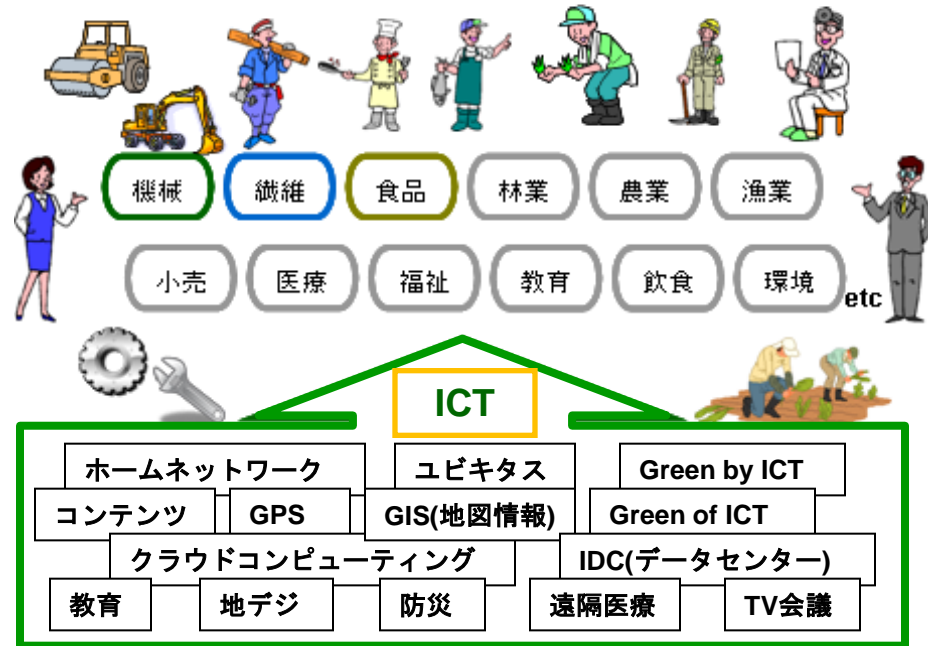 機械 繊維 食品 林業 農業 漁業
小売 医療 福祉 教育 飲食 環境 etc
ICT
ホームネットワーク ユビキタス Green by ICT
コンテンツ GPS GIS(地図情報) Green of ICT
クラウドコンピューティング IDC(データセンター)
教育 地デジ 防災 遠隔医療 TV会議